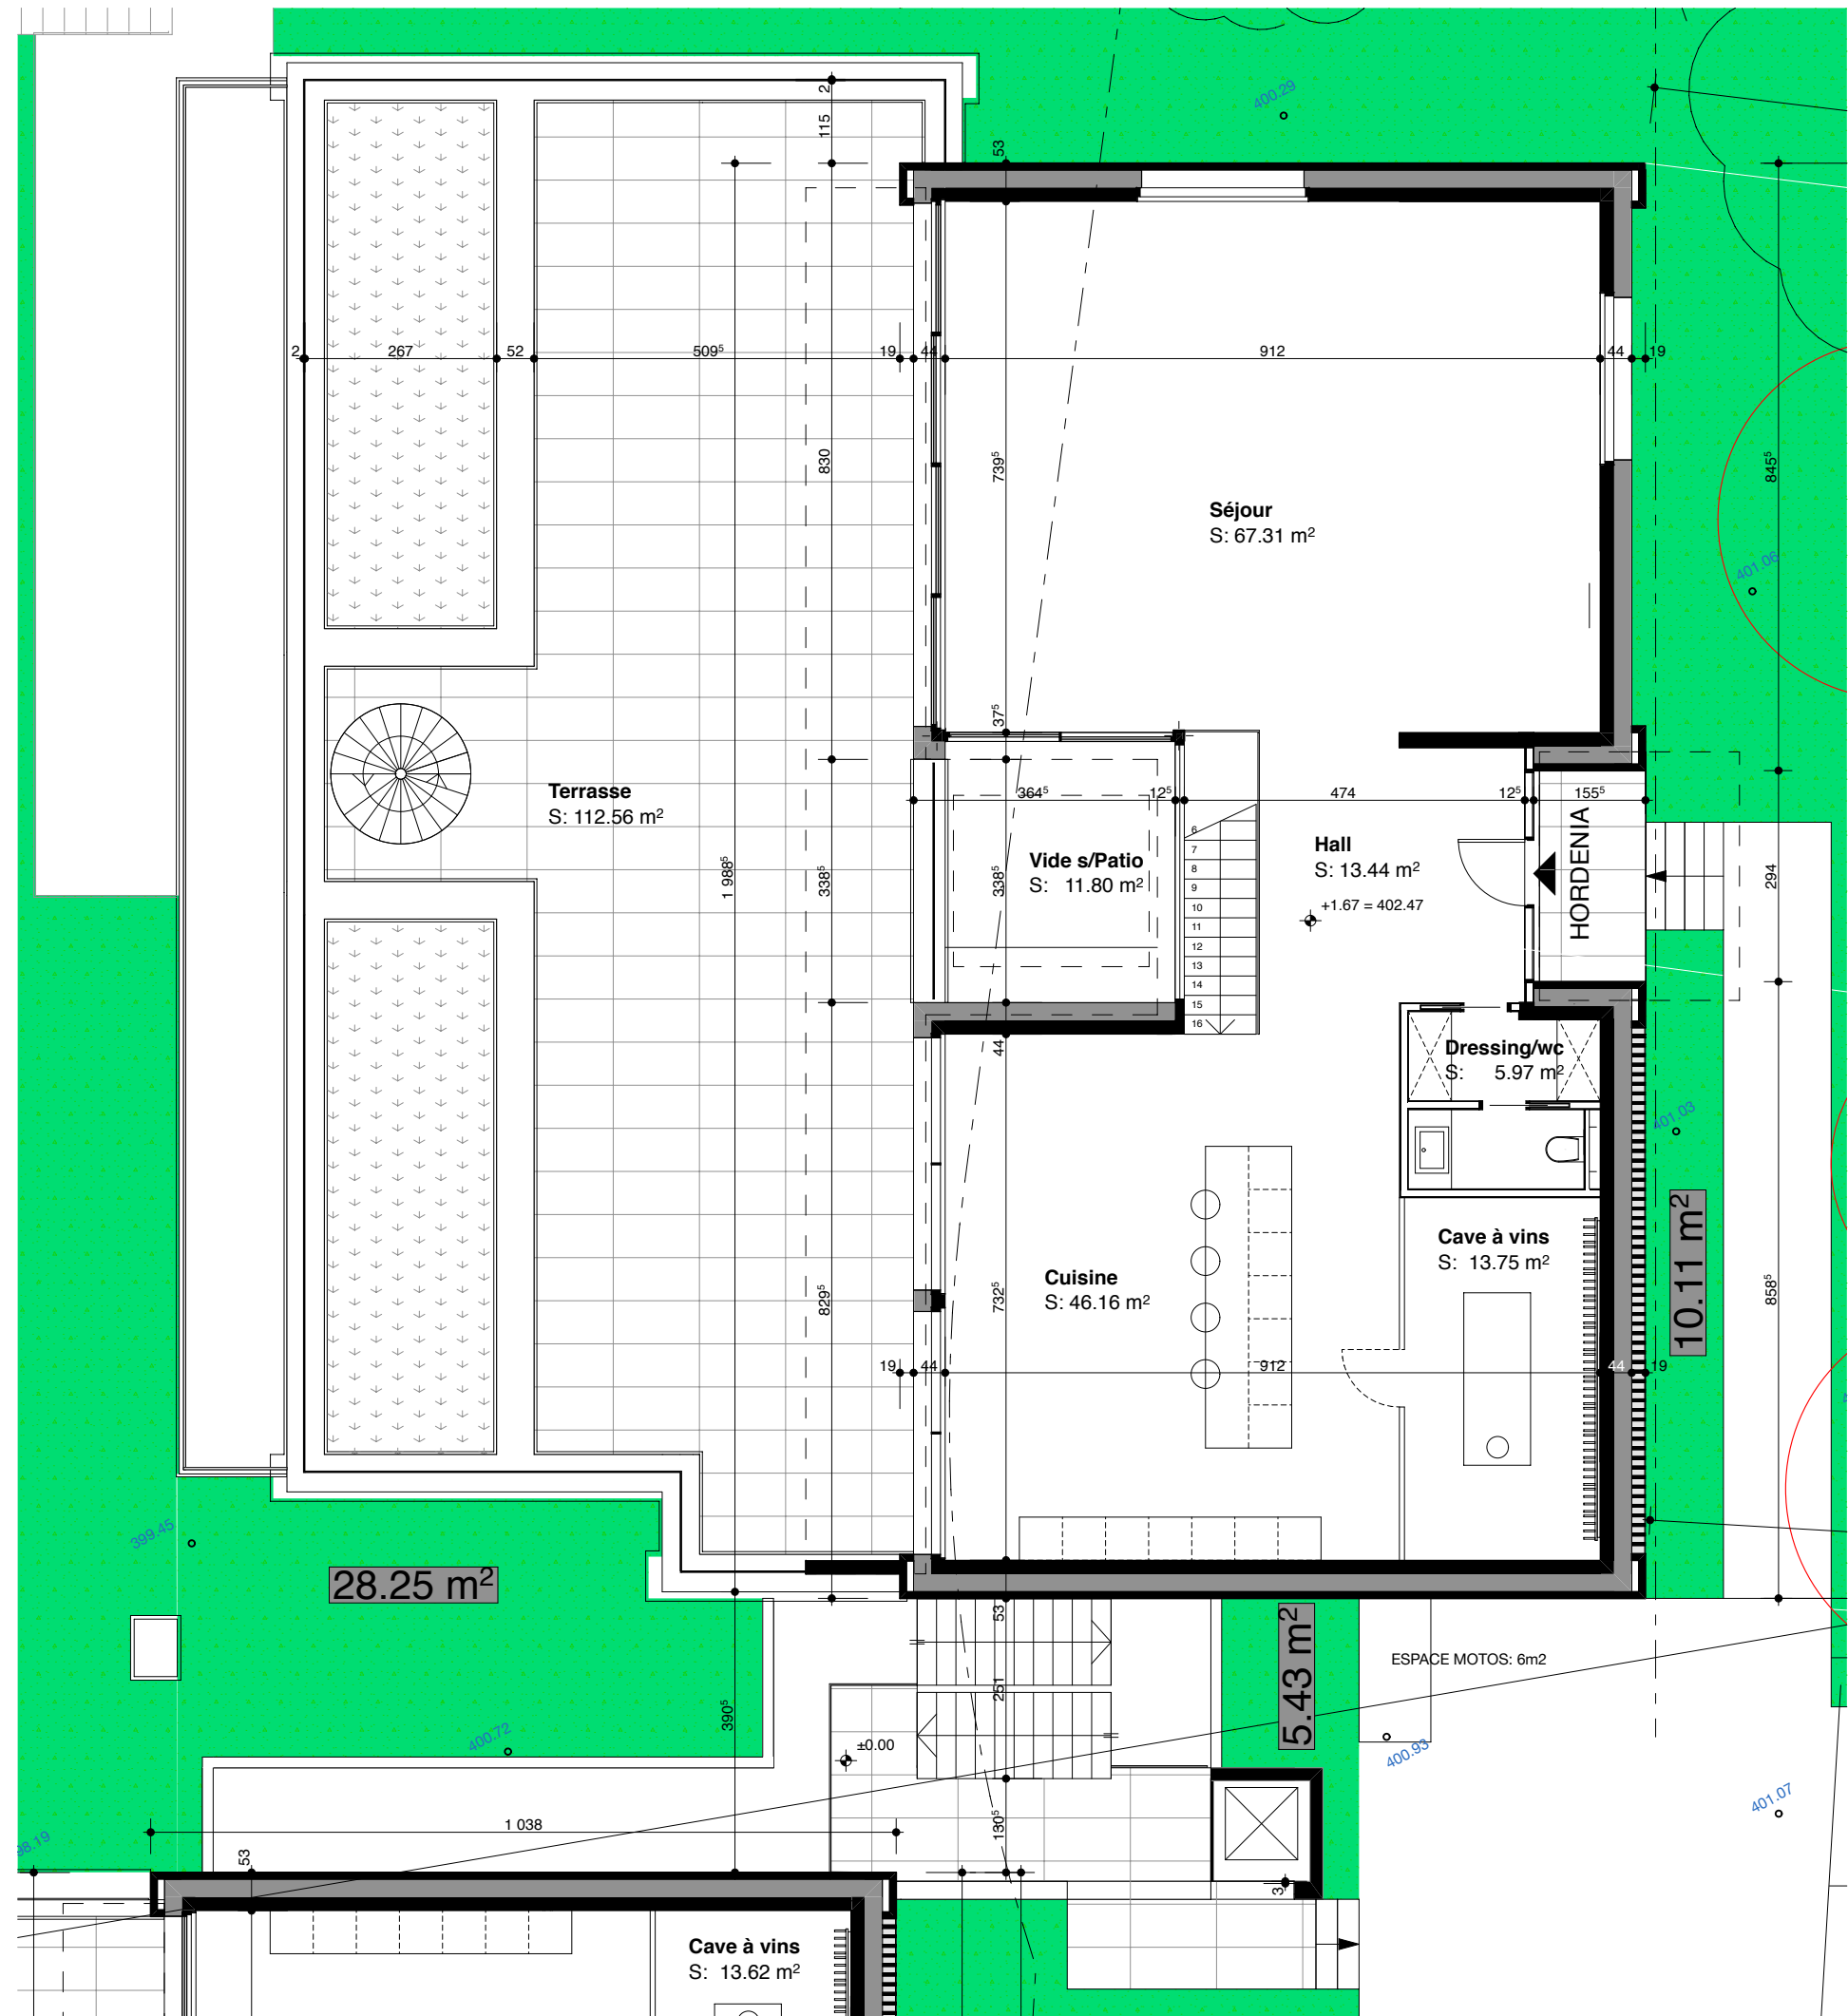 400.29
2
115
53
2
267
52
509⁵
19
44
912
44
19
830
739⁵
845⁵
Séjour
S: 67.31 m²
401.06
37⁵
Terrasse
S: 112.56 m²
364⁵
12⁵
474
12⁵
155⁵
1 988⁵
338⁵
338⁵
294
Vide s/Patio
S: 11.80 m²
6
7
8
9
10
11
12
13
14
15
16
Hall
S: 13.44 m²
+1.67 = 402.47
HORDENIA
44
Dressing/wc
S: 5.97 m²
401.03
10.11 m²
Cave à vins
S: 13.75 m²
Cuisine
S: 46.16 m²
829⁵
732⁵
858⁵
19
44
912
44
19
399.45
28.25 m²
53
5.43 m²
ESPACE MOTOS: 6m2
251
390⁵
400.72
±0.00
400.93
401.07
1 038
130⁵
98.19
53
3
Cave à vins
S: 13.62 m²